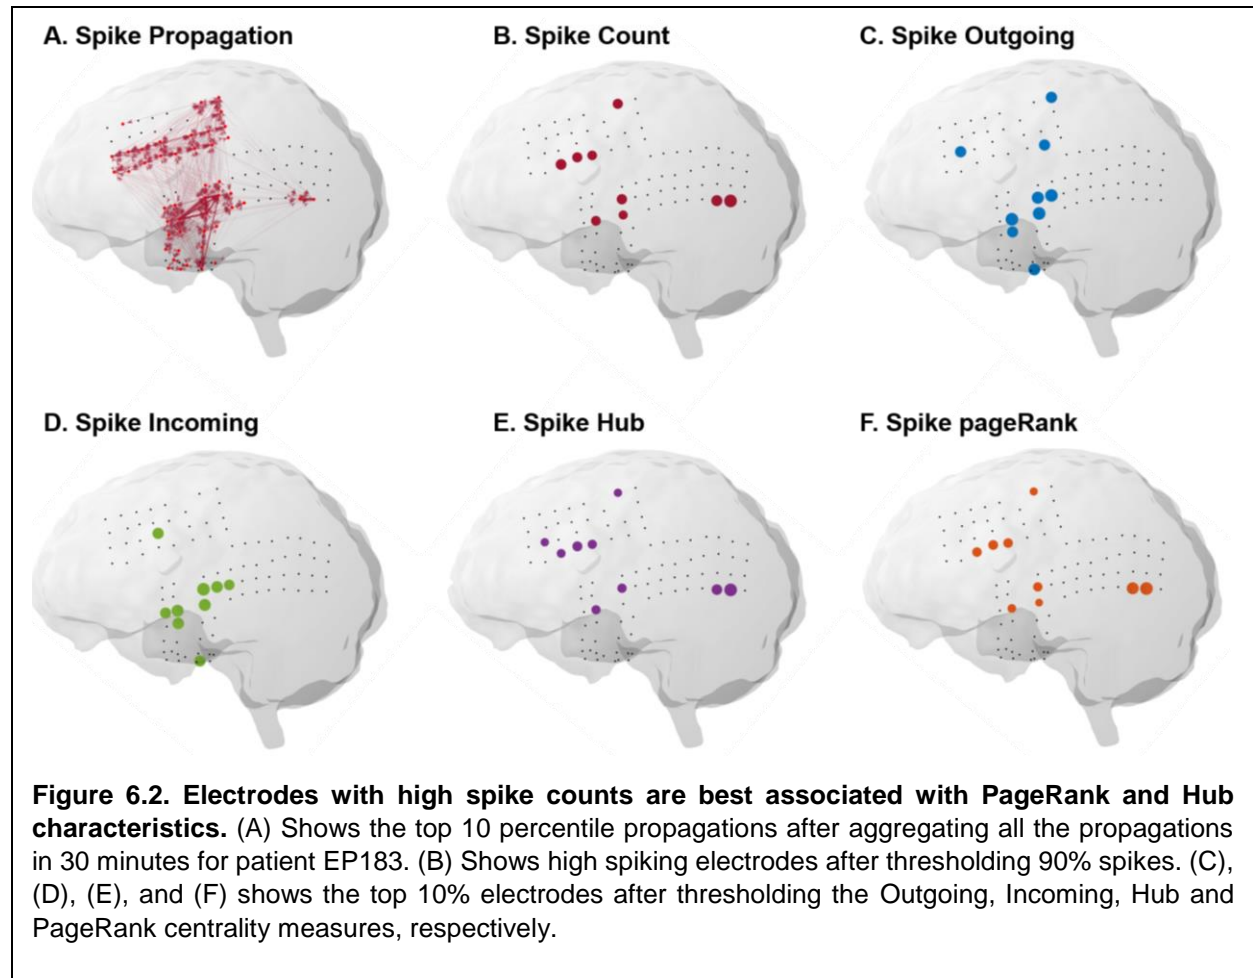 A. Spike Propagation
B. Spike Count
C. Spike Outgoing
D. Spike Incoming
E. Spike Hub
F. Spike pageRank
Figure 6.2. Electrodes with high spike counts are best associated with PageRank and Hub
characteristics. (A) Shows the top 10 percentile propagations after aggregating all the propagations
in 30 minutes for patient EP183. (B) Shows high spiking electrodes after thresholding 90% spikes. (C),
(D), (E), and (F) shows the top 10% electrodes after thresholding the Outgoing, Incoming, Hub and
PageRank centrality measures, respectively.